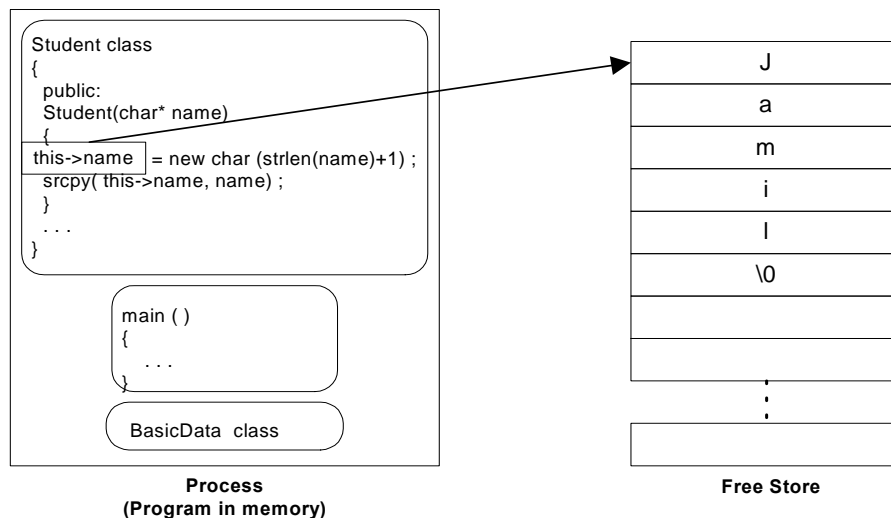 Student class
{
public:
Student(char* name)
{
this->name = new char (strlen(name)+1) ;
srcpy( this->name, name) ;
}
. . .
}
main ( )
{
. . .
}
BasicData class
Process
(Program in memory)
J
a
m
i
l
\0
Free Store